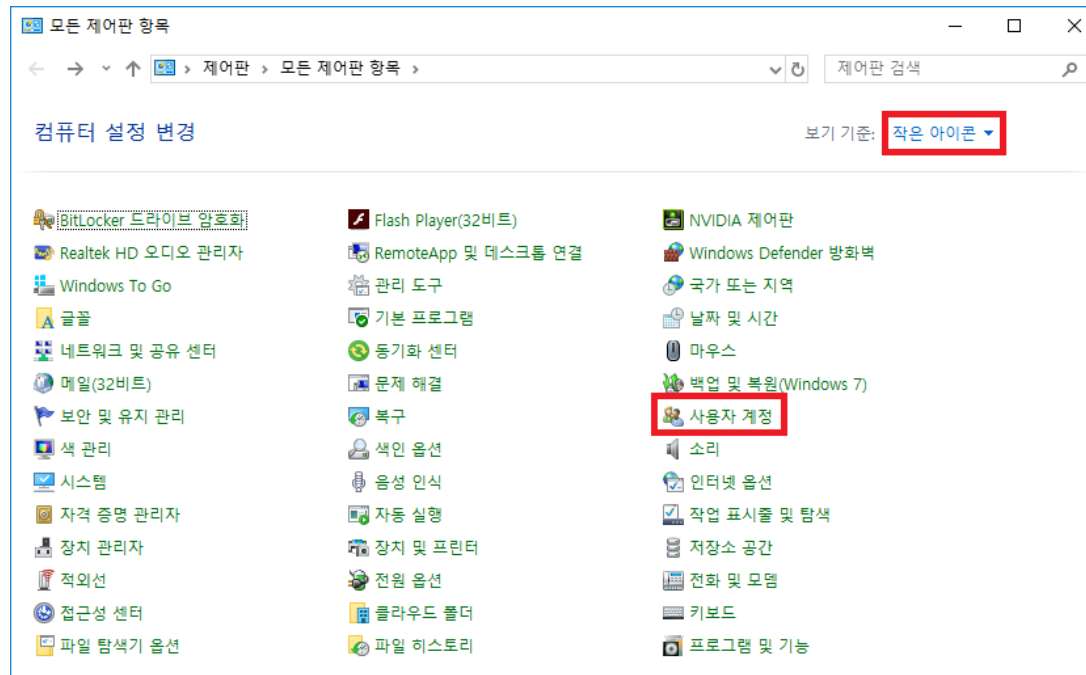 모든 제어판 항목
제어판 › 모든 제어판 항목 ›
제어판 검색
컴퓨터 설정 변경
보기 기준: 작은 아이콘
BitLocker 드라이브 암호화
Flash Player(32비트)
NVIDIA 제어판
Realtek HD 오디오 관리자
RemoteApp 및 데스크톱 연결
Windows Defender 방화벽
Windows To Go
관리 도구
국가 또는 지역
글꼴
기본 프로그램
날짜 및 시간
네트워크 및 공유 센터
동기화 센터
마우스
메일(32비트)
문제 해결
백업 및 복원(Windows 7)
보안 및 유지 관리
복구
사용자 계정
색 관리
색인 옵션
소리
시스템
음성 인식
인터넷 옵션
자격 증명 관리자
자동 실행
작업 표시줄 및 탐색
장치 관리자
장치 및 프린터
저장소 공간
적외선
전원 옵션
전화 및 모뎀
접근성 센터
클라우드 폴더
키보드
파일 탐색기 옵션
파일 히스토리
프로그램 및 기능